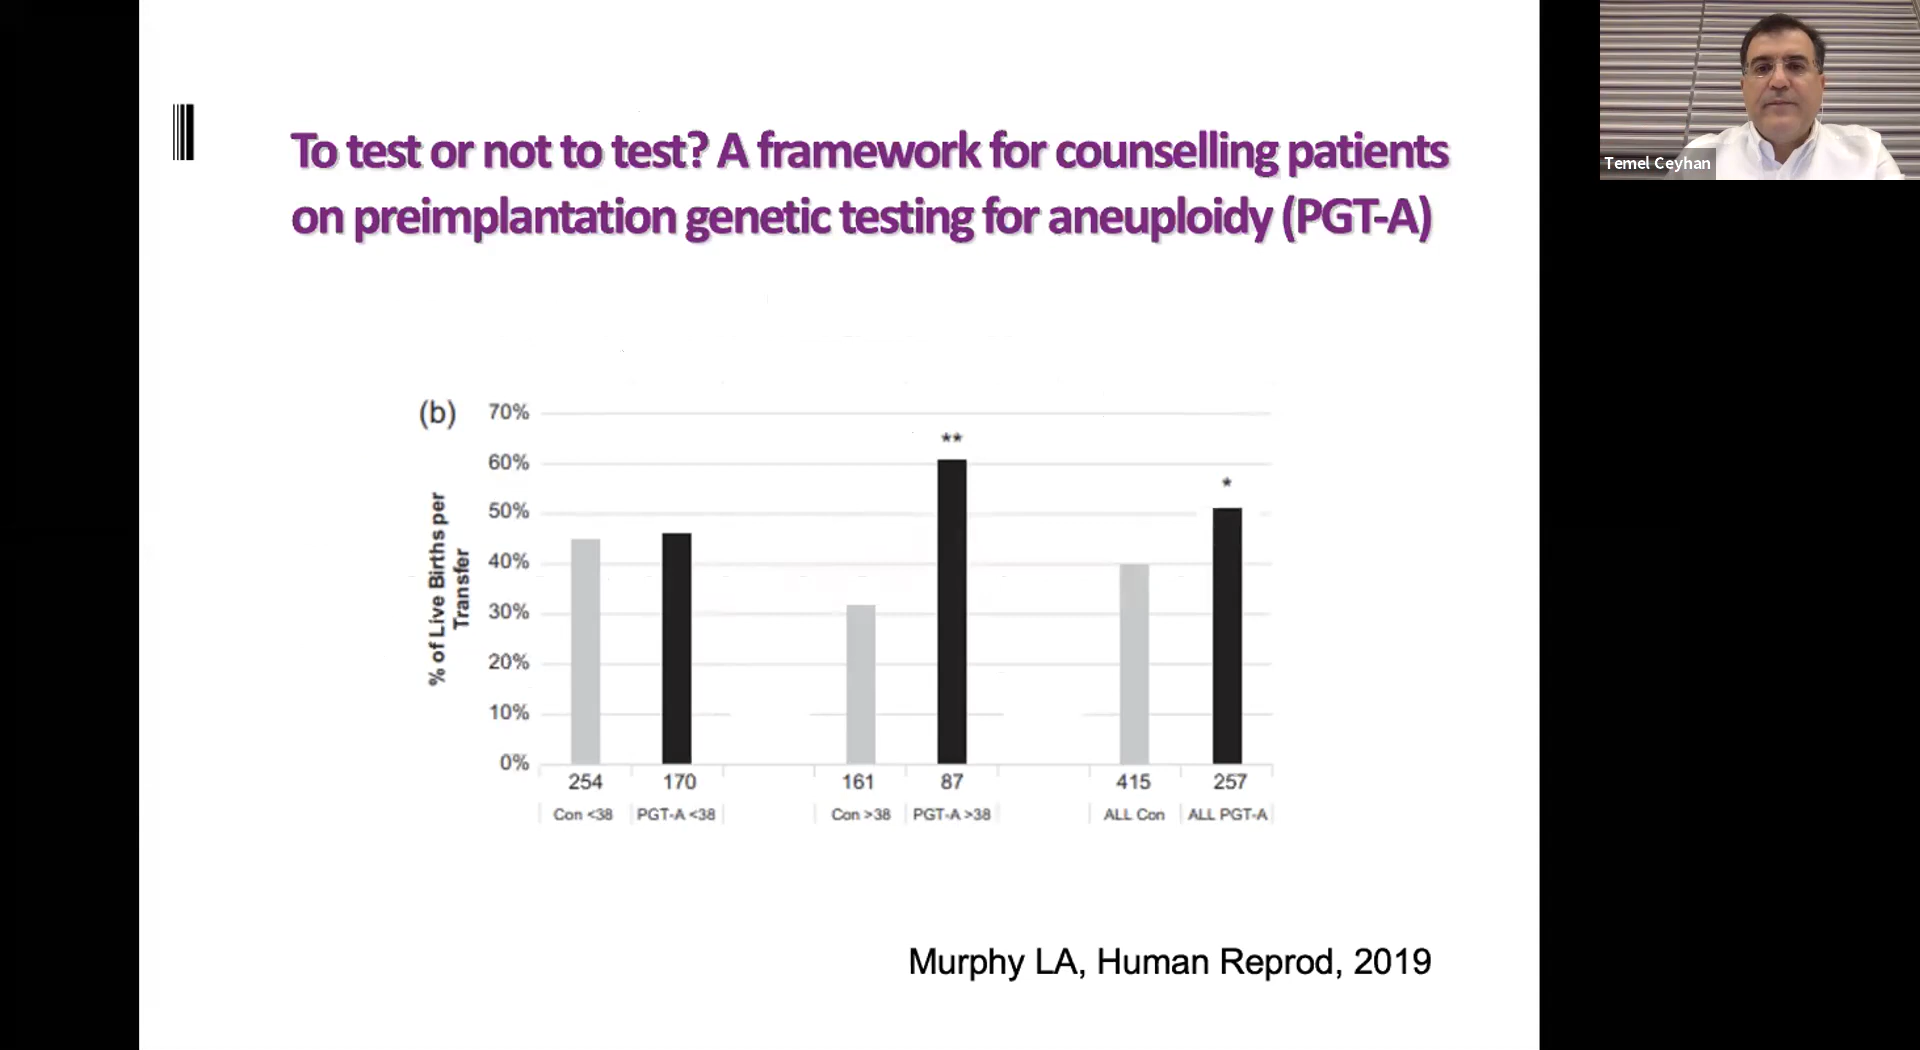 To test or not to test? A framework for counselling patients
on preimplantation genetic testing for aneuploidy (PGT-A)
Temel Ceyhan
(b)
% of Live Births per
Transfer
70%
60%
50%
40%
30%
20%
10%
0%
**
*
254 170 161 87 415 257
Con <38 PGT-A <38 Con >38 PGT-A >38 ALL Con ALL PGT-A
Murphy LA, Human Reprod, 2019